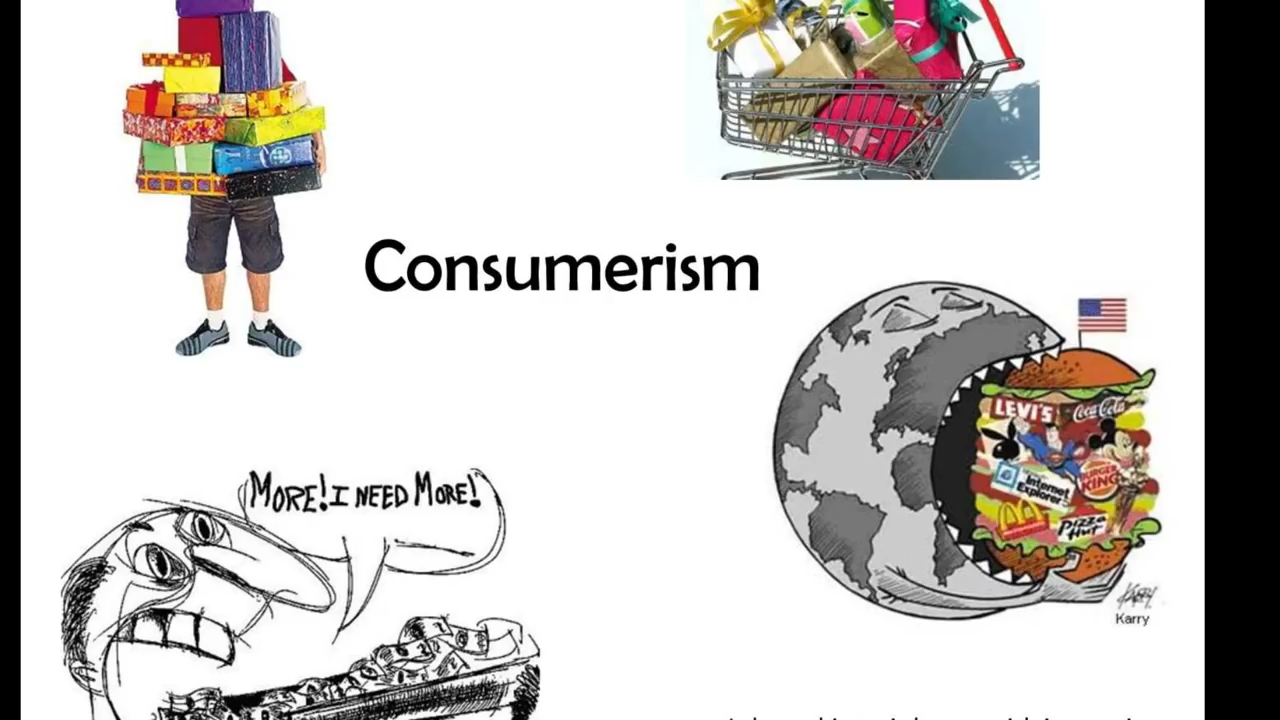 Consumerism
LEVI'S
Coca-Cola
Internet
Explorer
BURGER
KING
Pizza
Hut
Karry
MORE! I NEED MORE!